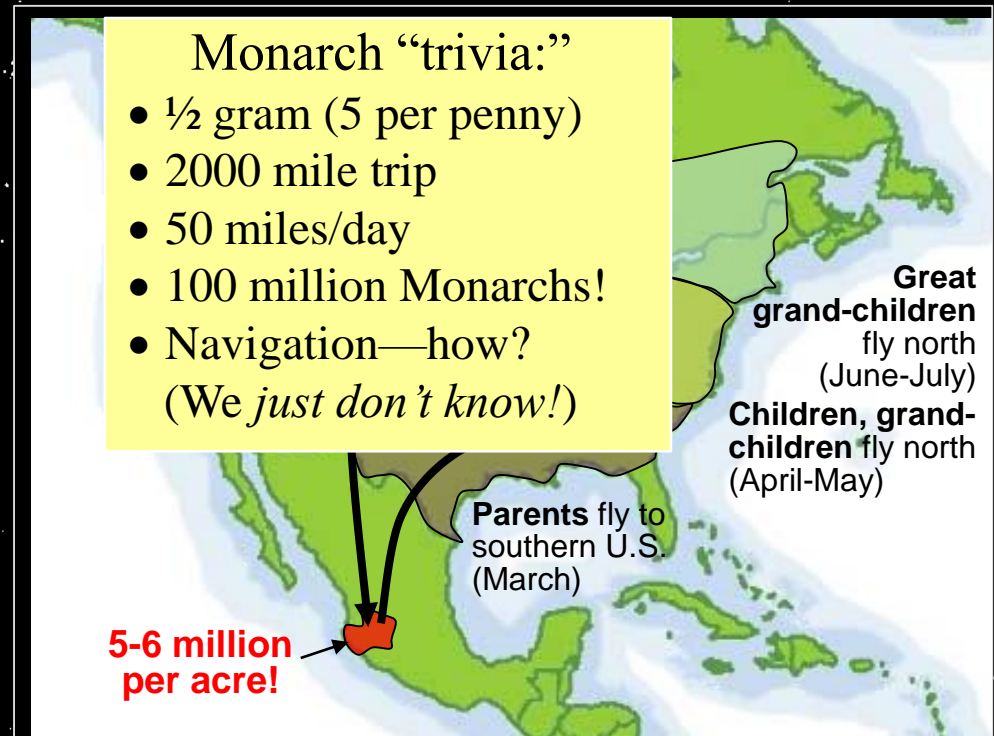 Monarch “trivia:”
• ½ gram (5 per penny)
• 2000 mile trip
• 50 miles/day
• 100 million Monarchs!
• Navigation—how?
(We just don’t know!)
Great
grand-children
fly north
(June-July)
Children, grand-
children fly north
(April-May)
Parents fly to
southern U.S.
(March)
5-6 million
per acre!